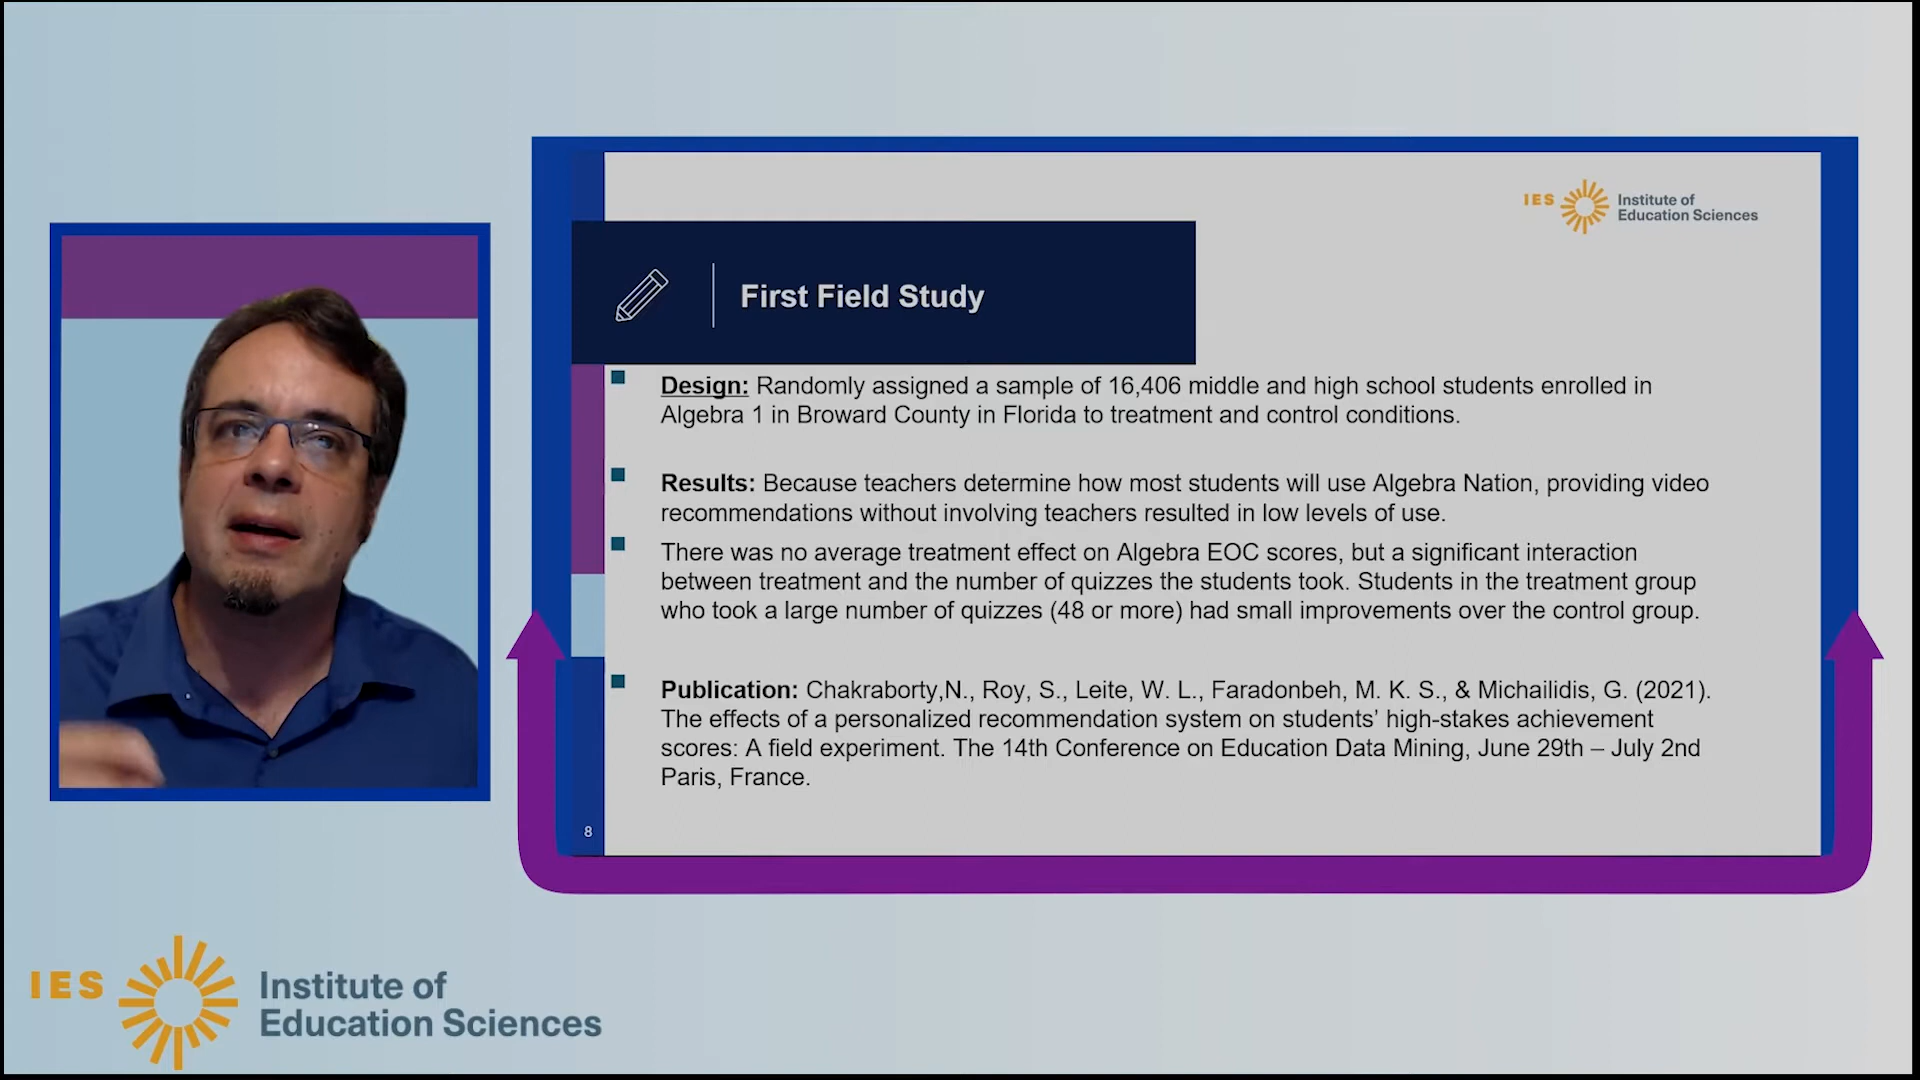 IES Institute of
Education Sciences
First Field Study
Design: Randomly assigned a sample of 16,406 middle and high school students enrolled in
Algebra 1 in Broward County in Florida to treatment and control conditions.
Results: Because teachers determine how most students will use Algebra Nation, providing video
recommendations without involving teachers resulted in low levels of use.
There was no average treatment effect on Algebra EOC scores, but a significant interaction
between treatment and the number of quizzes the students took. Students in the treatment group
who took a large number of quizzes (48 or more) had small improvements over the control group.
Publication: Chakraborty,N., Roy, S., Leite, W. L., Faradonbeh, M. K. S., & Michailidis, G. (2021).
The effects of a personalized recommendation system on students’ high-stakes achievement
scores: A field experiment. The 14th Conference on Education Data Mining, June 29th – July 2nd
Paris, France.
8
IES Institute of
Education Sciences